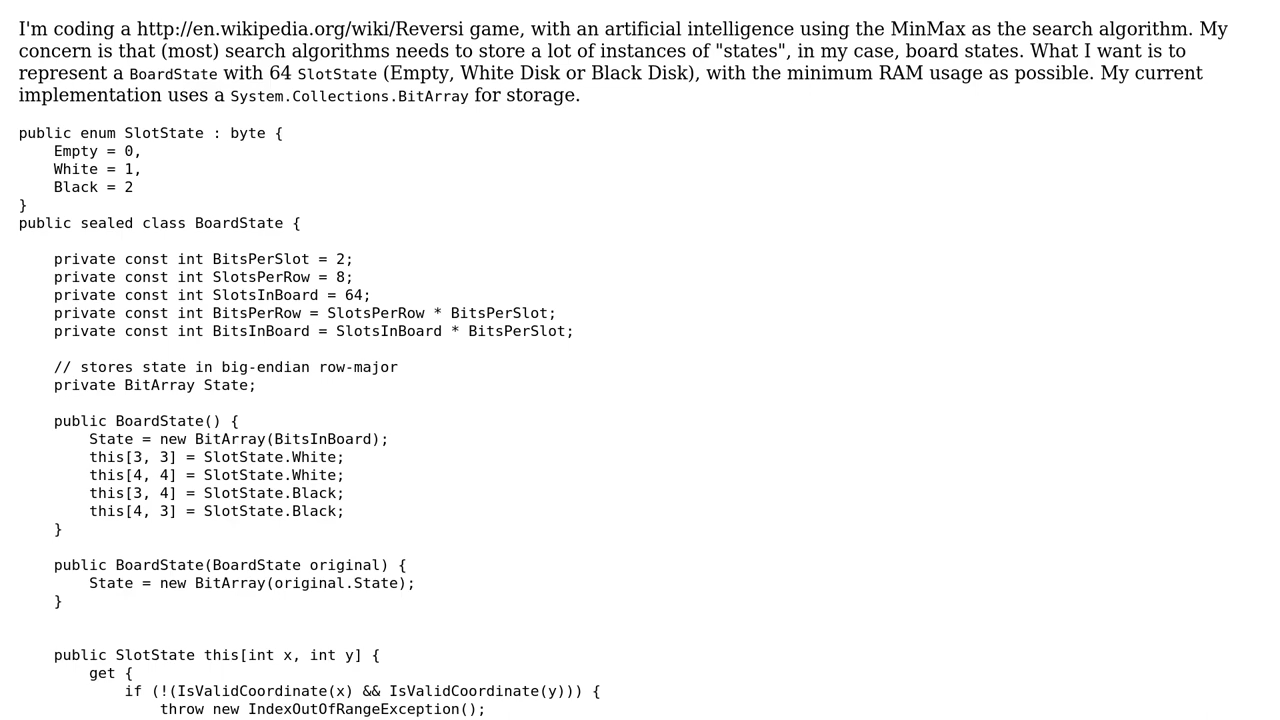 I'm coding a http://en.wikipedia.org/wiki/Reversi game, with an artificial intelligence using the MinMax as the search algorithm. My
concern is that (most) search algorithms needs to store a lot of instances of "states", in my case, board states. What I want is to
represent a BoardState with 64 SlotState (Empty, White Disk or Black Disk), with the minimum RAM usage as possible. My current
implementation uses a System.Collections.BitArray for storage.
public enum SlotState : byte {
    Empty = 0,
    White = 1,
    Black = 2
}
public sealed class BoardState {
    private const int BitsPerSlot = 2;
    private const int SlotsPerRow = 8;
    private const int SlotsInBoard = 64;
    private const int BitsPerRow = SlotsPerRow * BitsPerSlot;
    private const int BitsInBoard = SlotsInBoard * BitsPerSlot;
    // stores state in big-endian row-major
    private BitArray State;
    public BoardState() {
        State = new BitArray(BitsInBoard);
        this[3, 3] = SlotState.White;
        this[4, 4] = SlotState.White;
        this[3, 4] = SlotState.Black;
        this[4, 3] = SlotState.Black;
    }
    public BoardState(BoardState original) {
        State = new BitArray(original.State);
    }
    public SlotState this[int x, int y] {
        get {
            if (!(IsValidCoordinate(x) && IsValidCoordinate(y))) {
                throw new IndexOutOfRangeException();